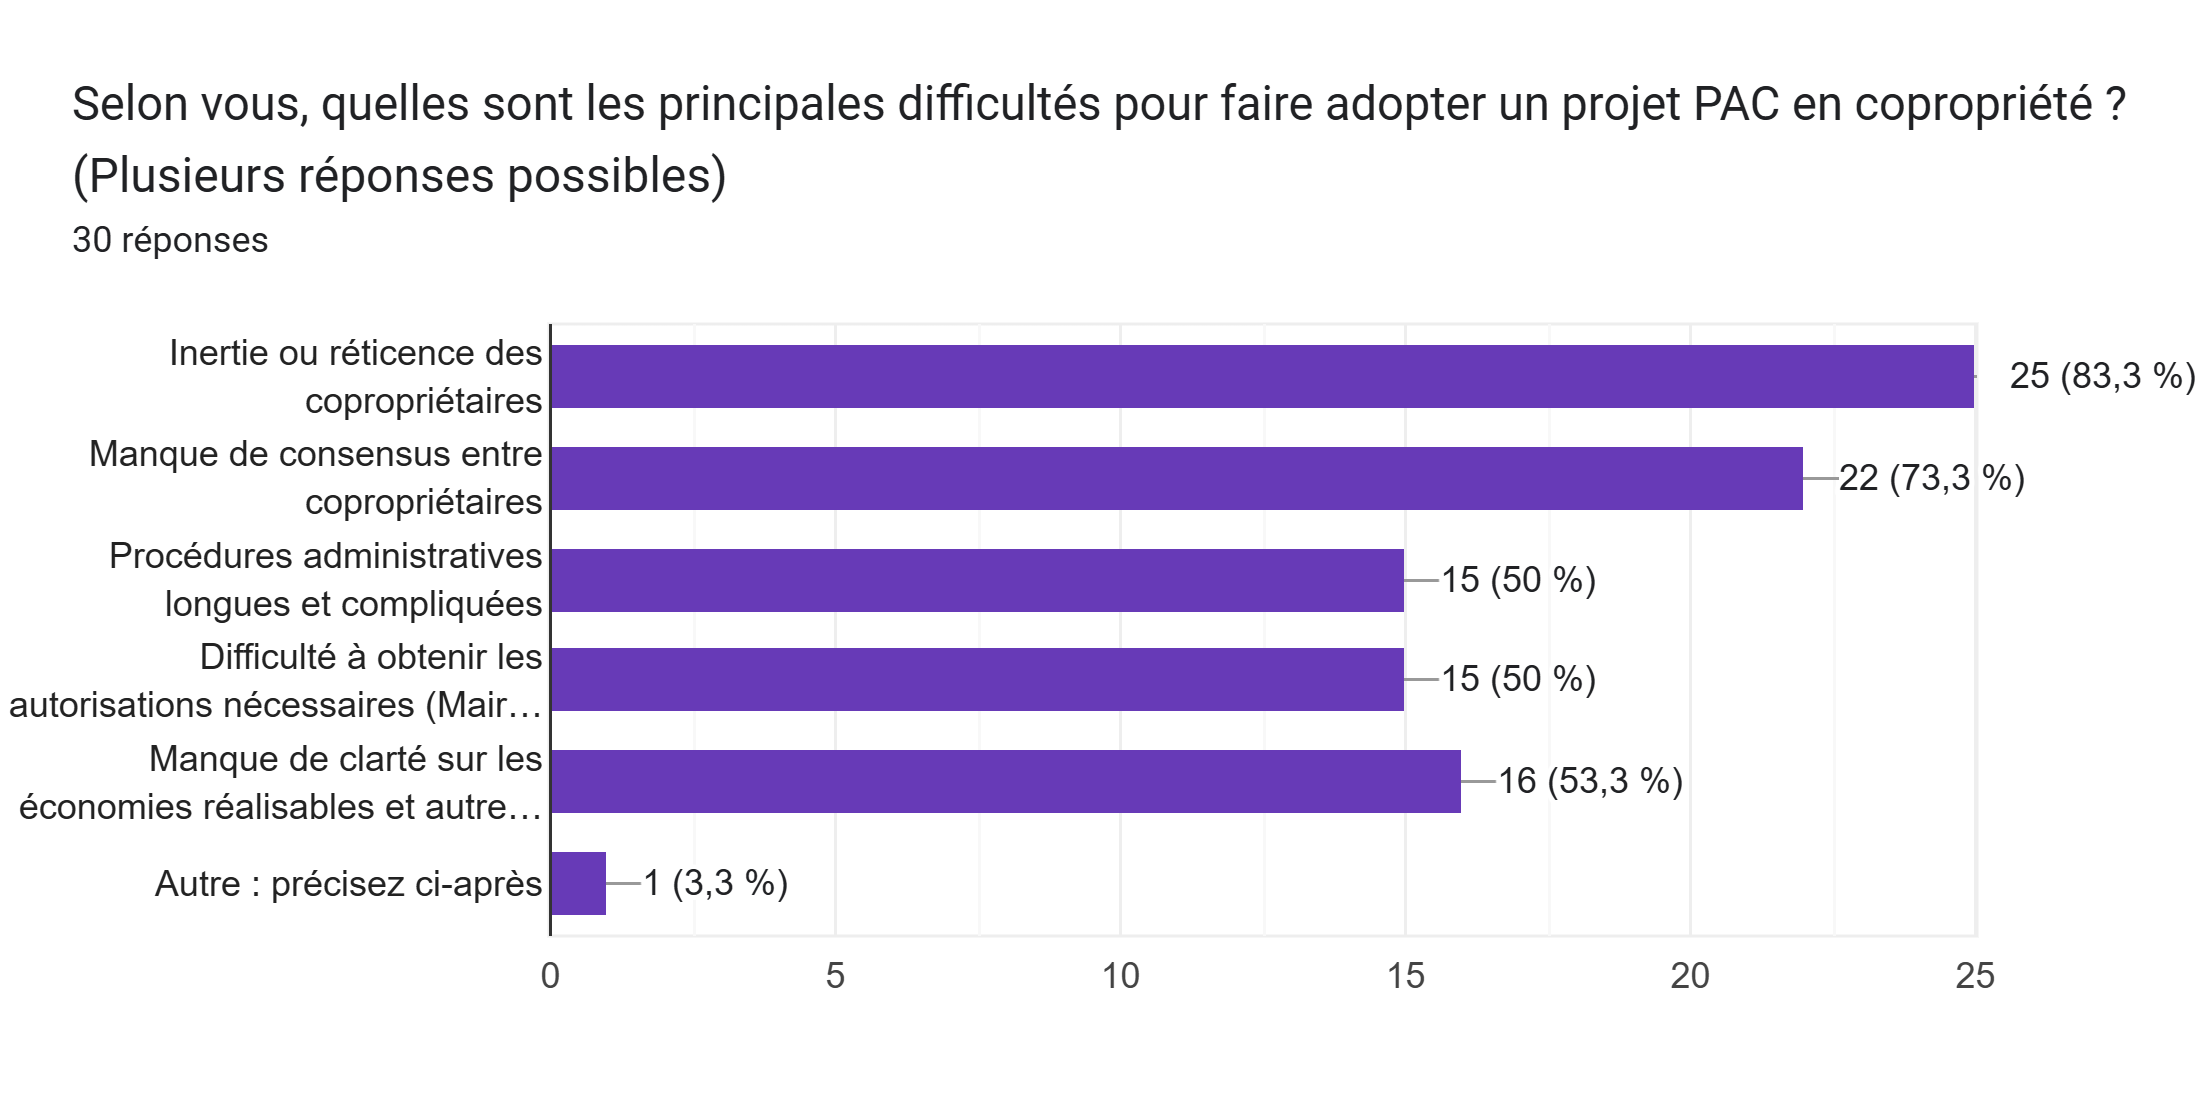 Selon vous, quelles sont les principales difficultés pour faire adopter un projet PAC en copropriété ?
(Plusieurs réponses possibles)
30 réponses
Inertie ou réticence des
copropriétaires
25 (83,3 %)
Manque de consensus entre
copropriétaires
22 (73,3 %)
Procédures administratives
longues et compliquées
15 (50 %)
Difficulté à obtenir les
autorisations nécessaires (Mair…
15 (50 %)
Manque de clarté sur les
économies réalisables et autre…
16 (53,3 %)
Autre : précisez ci-après
1 (3,3 %)
0 5 10 15 20 25